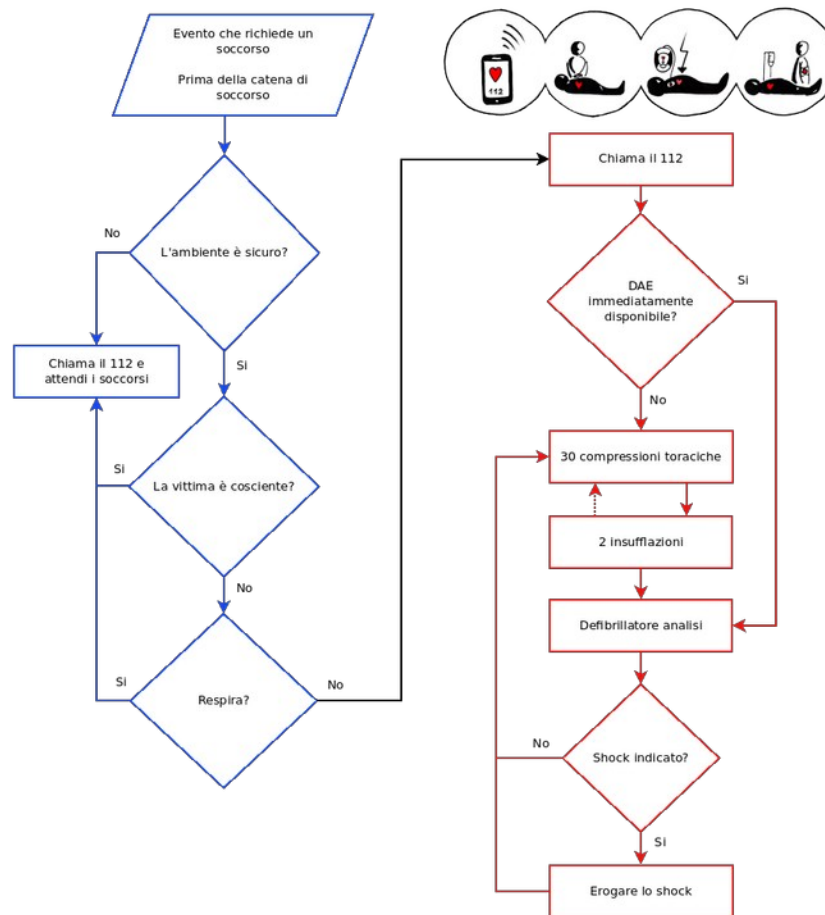 Evento che richiede un
soccorso
Prima della catena di
soccorso
L'ambiente è sicuro?
No
Chiama il 112 e
attendi i soccorsi
Si
La vittima è cosciente?
Si
No
Respira?
Si
No
112
Chiama il 112
DAE
immediatamente
disponibile?
Si
No
30 compressioni toraciche
2 insufflazioni
Defibrillatore analisi
Shock indicato?
No
Si
Erogare lo shock